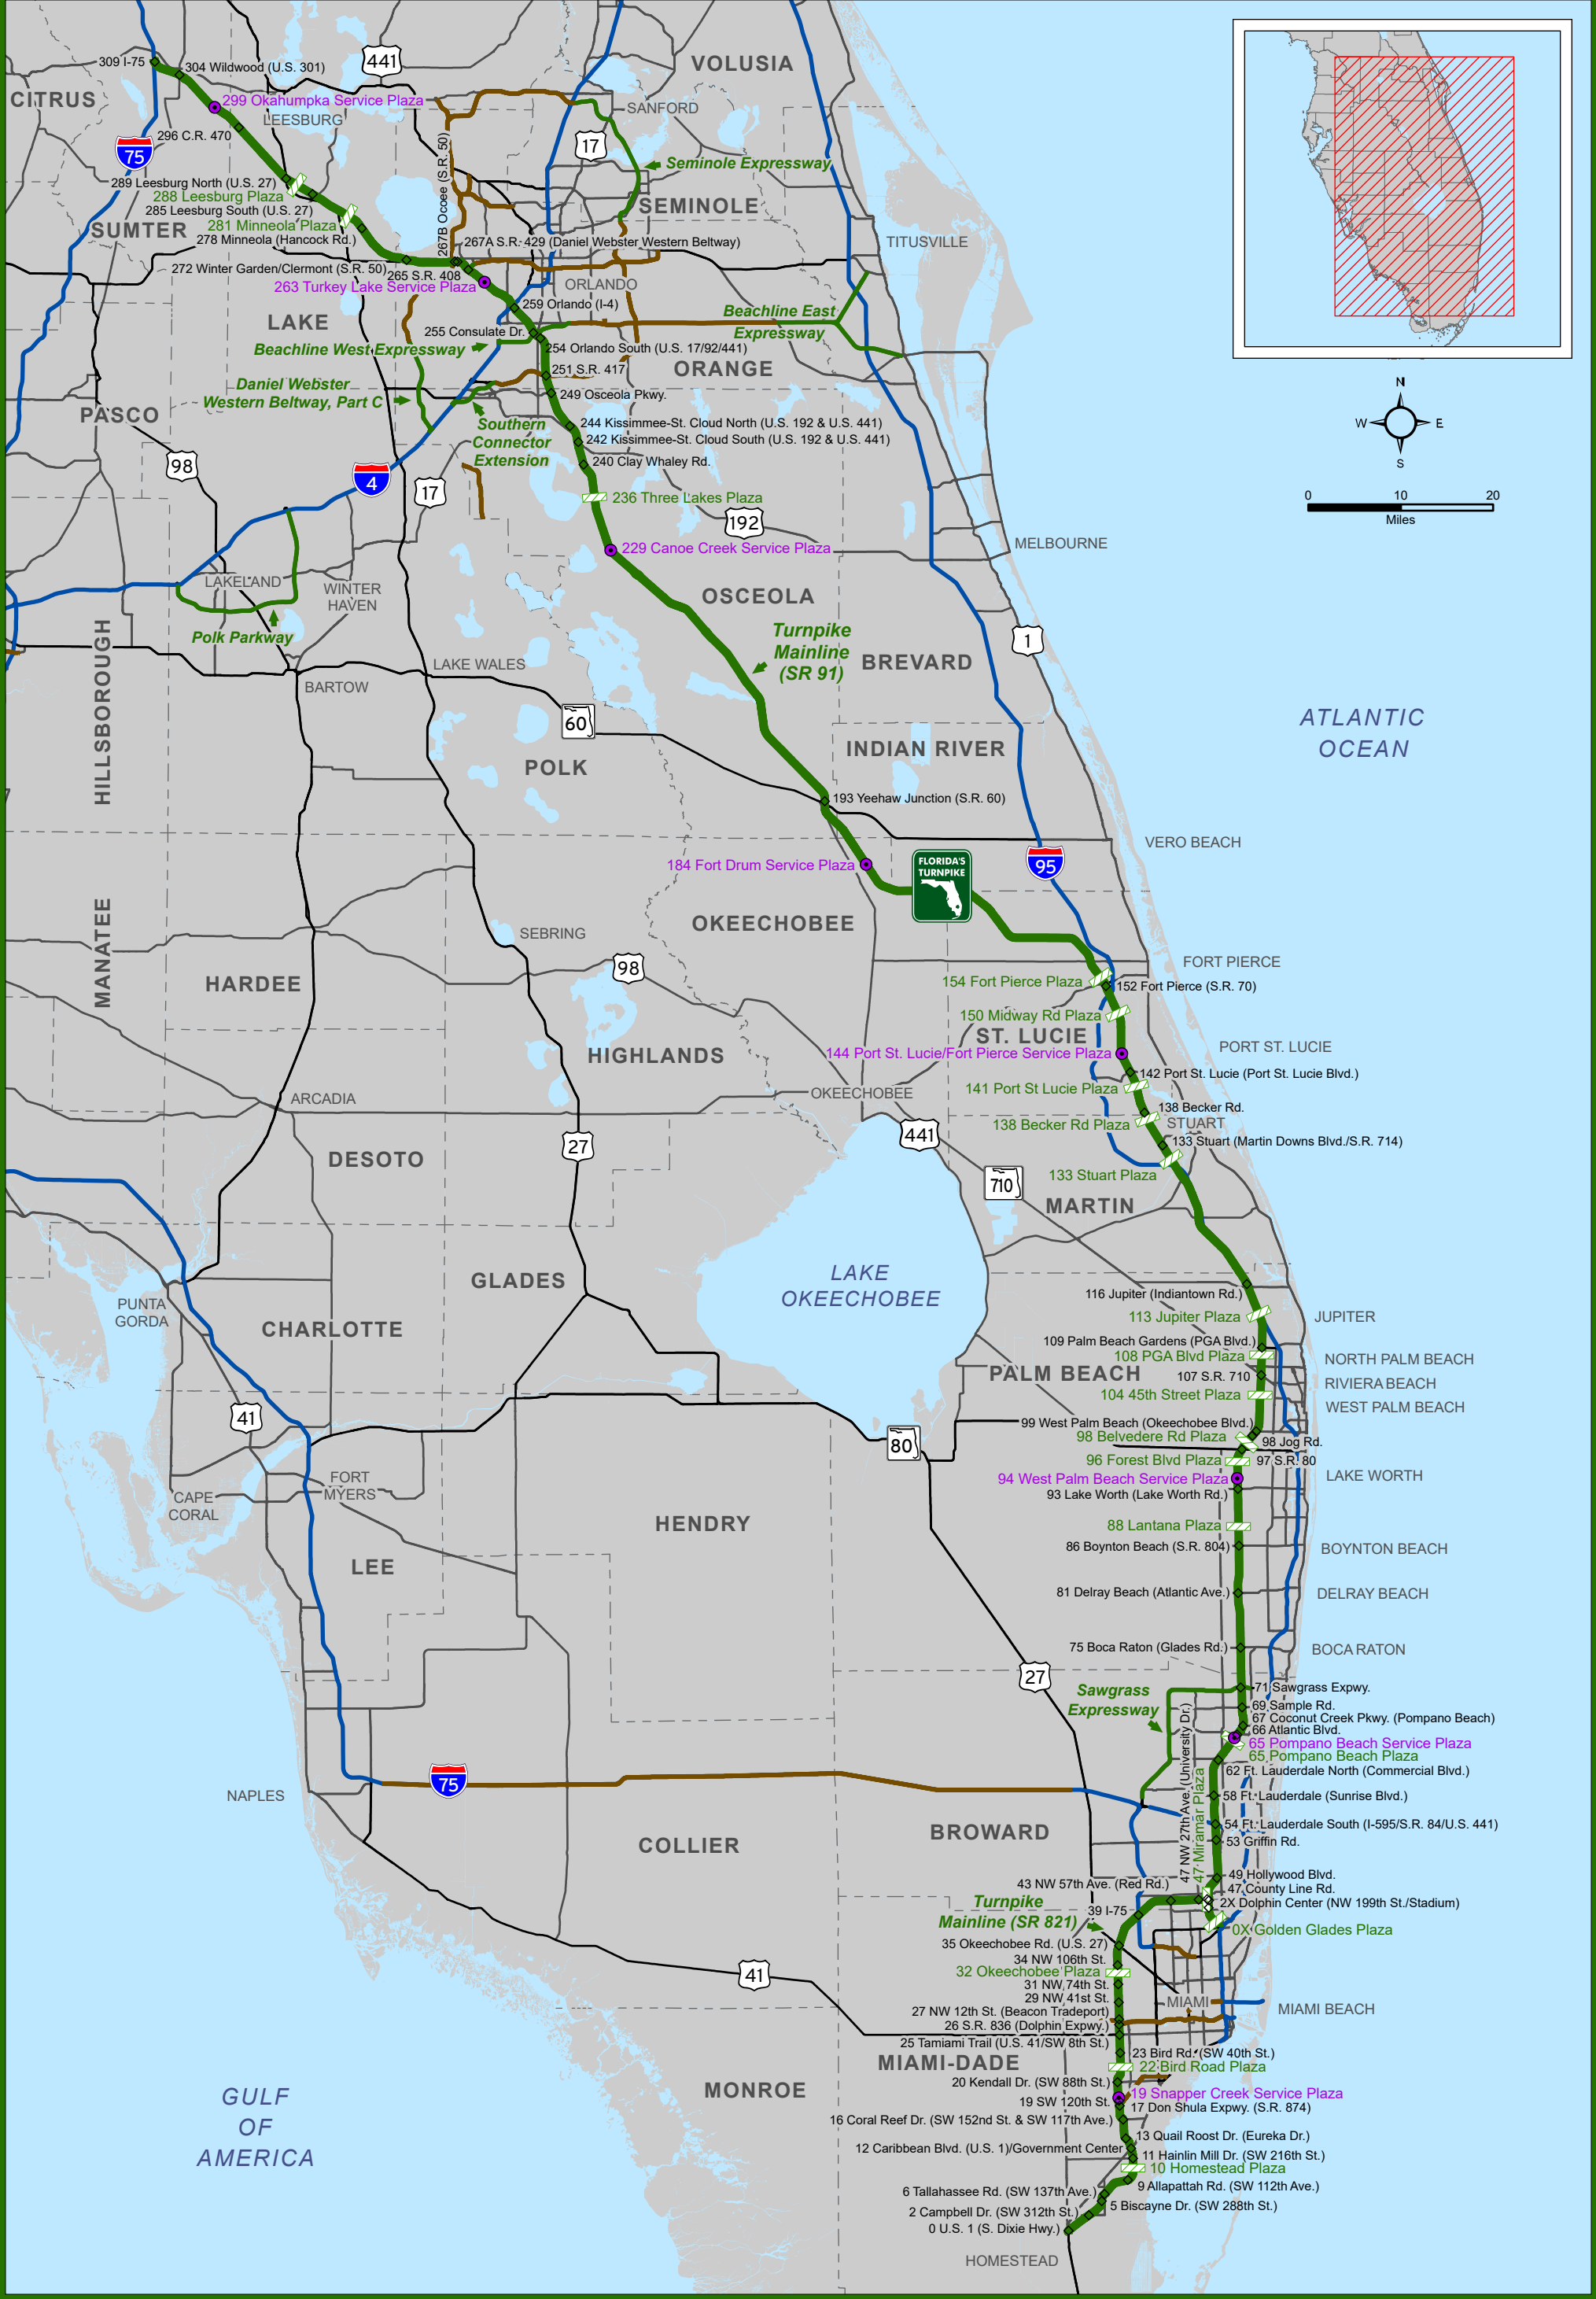 309 I-75
304 Wildwood (U.S. 301)
441
VOLUSIA
CITRUS
299 Okahumpka Service Plaza
LEESBURG
SANFORD
296 C.R. 470
75
17
Seminole Expressway
289 Leesburg North (U.S. 27)
288 Leesburg Plaza
285 Leesburg South (U.S. 27)
281 Minneola Plaza
SUMTER
278 Minneola (Hancock Rd.)
267B Ocoee (S.R. 50)
SEMINOLE
267A S.R. 429 (Daniel Webster Western Beltway)
TITUSVILLE
272 Winter Garden/Clermont (S.R. 50)
265 S.R. 408
263 Turkey Lake Service Plaza
ORLANDO
259 Orlando (I-4)
LAKE
Beachline East
Expressway
255 Consulate Dr.
Beachline West Expressway
254 Orlando South (U.S. 17/92/441)
251 S.R. 417
ORANGE
Daniel Webster
Western Beltway, Part C
249 Osceola Pkwy.
PASCO
Southern
Connector
Extension
244 Kissimmee-St. Cloud North (U.S. 192 & U.S. 441)
242 Kissimmee-St. Cloud South (U.S. 192 & U.S. 441)
240 Clay Whaley Rd.
98
4
17
236 Three Lakes Plaza
192
229 Canoe Creek Service Plaza
MELBOURNE
N
W
E
S
0
10
20
Miles
LAKELAND
WINTER
HAVEN
Polk Parkway
OSCEOLA
Turnpike
Mainline
(SR 91)
1
BREVARD
HILLSBOROUGH
LAKE WALES
BARTOW
60
ATLANTIC
OCEAN
INDIAN RIVER
POLK
193 Yeehaw Junction (S.R. 60)
VERO BEACH
184 Fort Drum Service Plaza
FLORIDA'S
TURNPIKE
95
MANATEE
OKEECHOBEE
SEBRING
HARDEE
98
FORT PIERCE
154 Fort Pierce Plaza
152 Fort Pierce (S.R. 70)
150 Midway Rd Plaza
ST. LUCIE
PORT ST. LUCIE
HIGHLANDS
144 Port St. Lucie/Fort Pierce Service Plaza
142 Port St. Lucie (Port St. Lucie Blvd.)
141 Port St Lucie Plaza
OKEECHOBEE
ARCADIA
138 Becker Rd.
138 Becker Rd Plaza
STUART
441
133 Stuart (Martin Downs Blvd./S.R. 714)
27
DESOTO
133 Stuart Plaza
710
MARTIN
GLADES
LAKE
OKEECHOBEE
116 Jupiter (Indiantown Rd.)
PUNTA
GORDA
113 Jupiter Plaza
JUPITER
CHARLOTTE
109 Palm Beach Gardens (PGA Blvd.)
108 PGA Blvd Plaza
NORTH PALM BEACH
PALM BEACH
107 S.R. 710
RIVIERA BEACH
104 45th Street Plaza
WEST PALM BEACH
41
99 West Palm Beach (Okeechobee Blvd.)
98 Belvedere Rd Plaza
98 Jog Rd.
80
96 Forest Blvd Plaza
97 S.R. 80
94 West Palm Beach Service Plaza
LAKE WORTH
FORT
MYERS
93 Lake Worth (Lake Worth Rd.)
CAPE
CORAL
88 Lantana Plaza
HENDRY
86 Boynton Beach (S.R. 804)
BOYNTON BEACH
LEE
81 Delray Beach (Atlantic Ave.)
DELRAY BEACH
75 Boca Raton (Glades Rd.)
BOCA RATON
27
Sawgrass
Expressway
71 Sawgrass Expwy.
69 Sample Rd.
67 Coconut Creek Pkwy. (Pompano Beach)
66 Atlantic Blvd.
65 Pompano Beach Service Plaza
65 Pompano Beach Plaza
62 Ft. Lauderdale North (Commercial Blvd.)
75
NAPLES
58 Ft. Lauderdale (Sunrise Blvd.)
47 NW 27th Ave. (University Dr.)
47 Miramar Plaza
BROWARD
54 Ft. Lauderdale South (I-595/S.R. 84/U.S. 441)
COLLIER
53 Griffin Rd.
49 Hollywood Blvd.
43 NW 57th Ave. (Red Rd.)
47 County Line Rd.
2X Dolphin Center (NW 199th St./Stadium)
Turnpike
Mainline (SR 821)
39 I-75
0X Golden Glades Plaza
35 Okeechobee Rd. (U.S. 27)
34 NW 106th St.
32 Okeechobee Plaza
41
31 NW 74th St.
29 NW 41st St.
MIAMI
MIAMI BEACH
27 NW 12th St. (Beacon Tradeport)
26 S.R. 836 (Dolphin Expwy.)
25 Tamiami Trail (U.S. 41/SW 8th St.)
23 Bird Rd. (SW 40th St.)
MIAMI-DADE
22 Bird Road Plaza
20 Kendall Dr. (SW 88th St.)
MONROE
19 Snapper Creek Service Plaza
19 SW 120th St.
17 Don Shula Expwy. (S.R. 874)
16 Coral Reef Dr. (SW 152nd St. & SW 117th Ave.)
GULF
OF
AMERICA
13 Quail Roost Dr. (Eureka Dr.)
12 Caribbean Blvd. (U.S. 1)/Government Center
11 Hainlin Mill Dr. (SW 216th St.)
10 Homestead Plaza
9 Allapattah Rd. (SW 112th Ave.)
6 Tallahassee Rd. (SW 137th Ave.)
5 Biscayne Dr. (SW 288th St.)
2 Campbell Dr. (SW 312th St.)
0 U.S. 1 (S. Dixie Hwy.)
HOMESTEAD